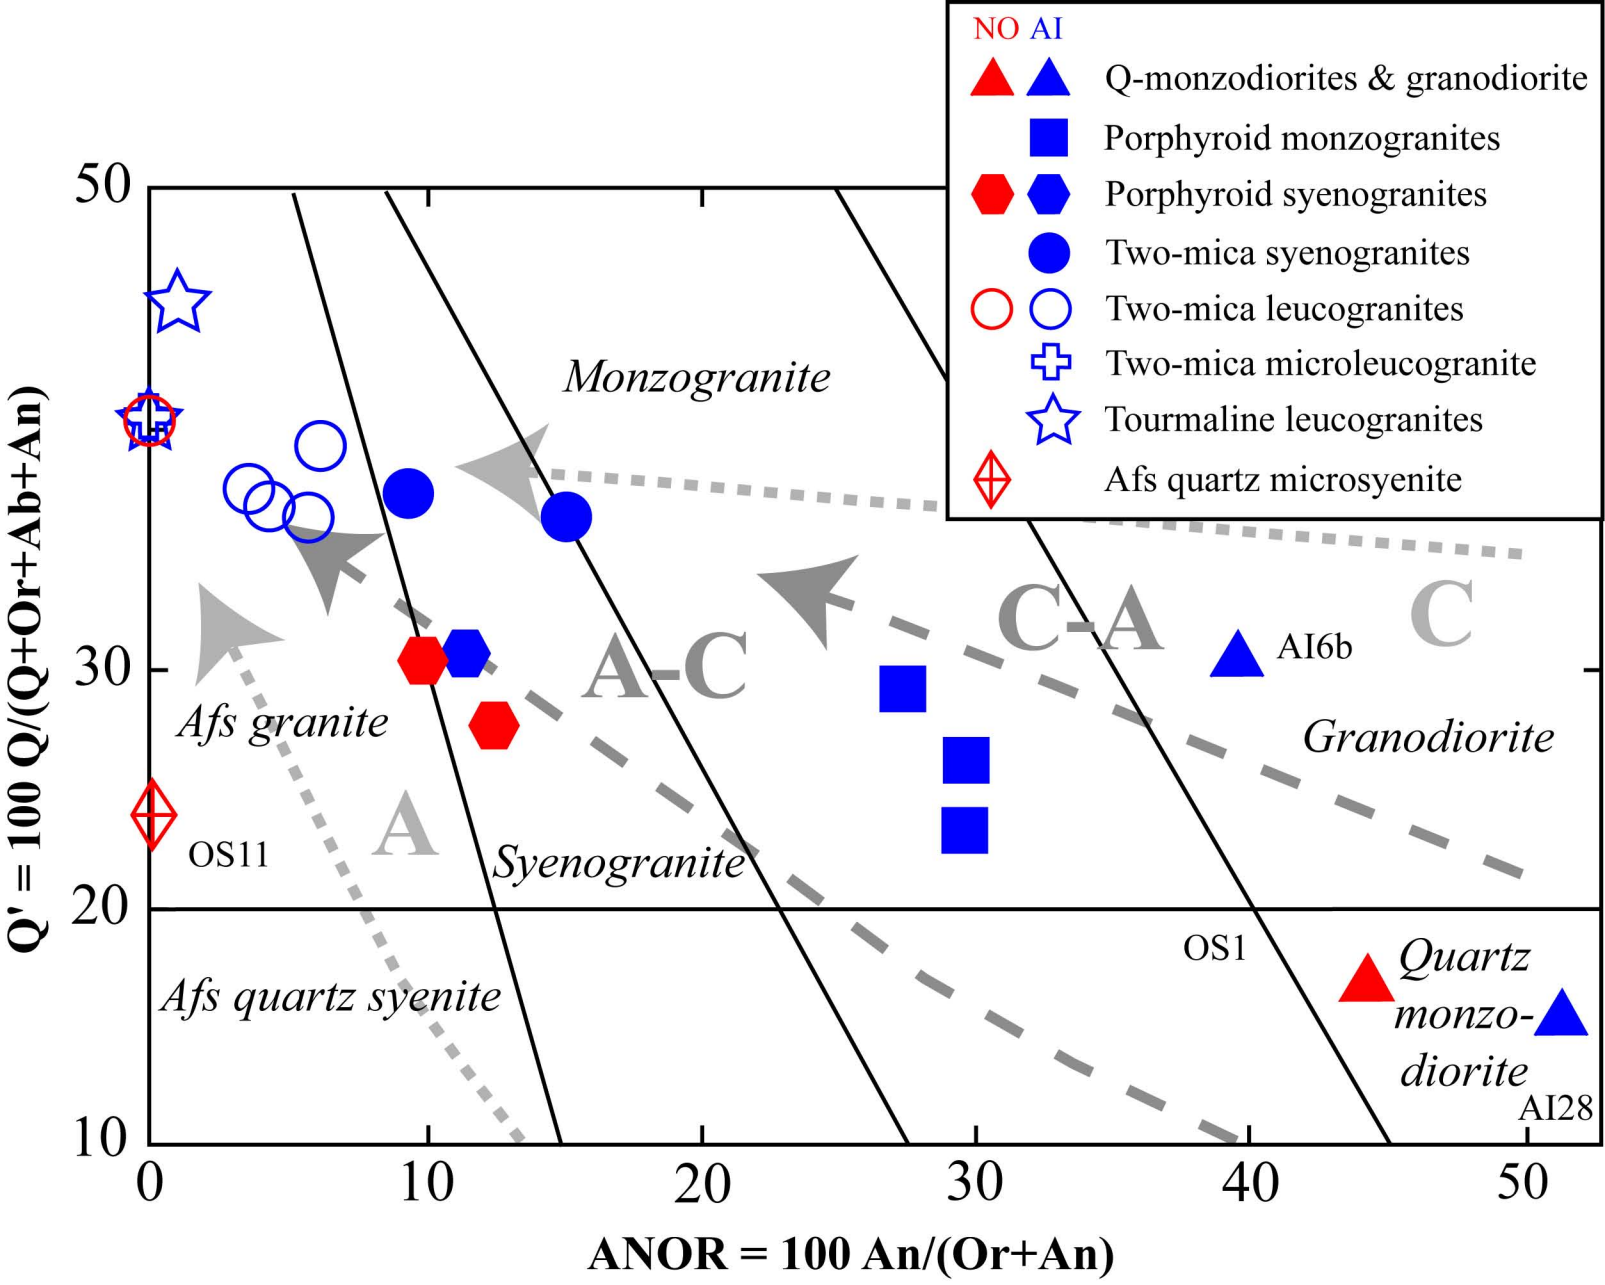 NO AI
Q-monzodiorites & granodiorite
Porphyroid monzogranites
Porphyroid syenogranites
Two-mica syenogranites
Two-mica leucogranites
Two-mica microleucogranite
Tourmaline leucogranites
Afs quartz microsyenite
50
30
20
10
Q' = 100 Q/(Q+Or+Ab+An)
Monzogranite
C-A
C
A-C
AI6b
Afs granite
Granodiorite
A
OS11
Syenogranite
OS1
Quartz
monzo-
diorite
Afs quartz syenite
AI28
0 10 20 30 40 50
ANOR = 100 An/(Or+An)